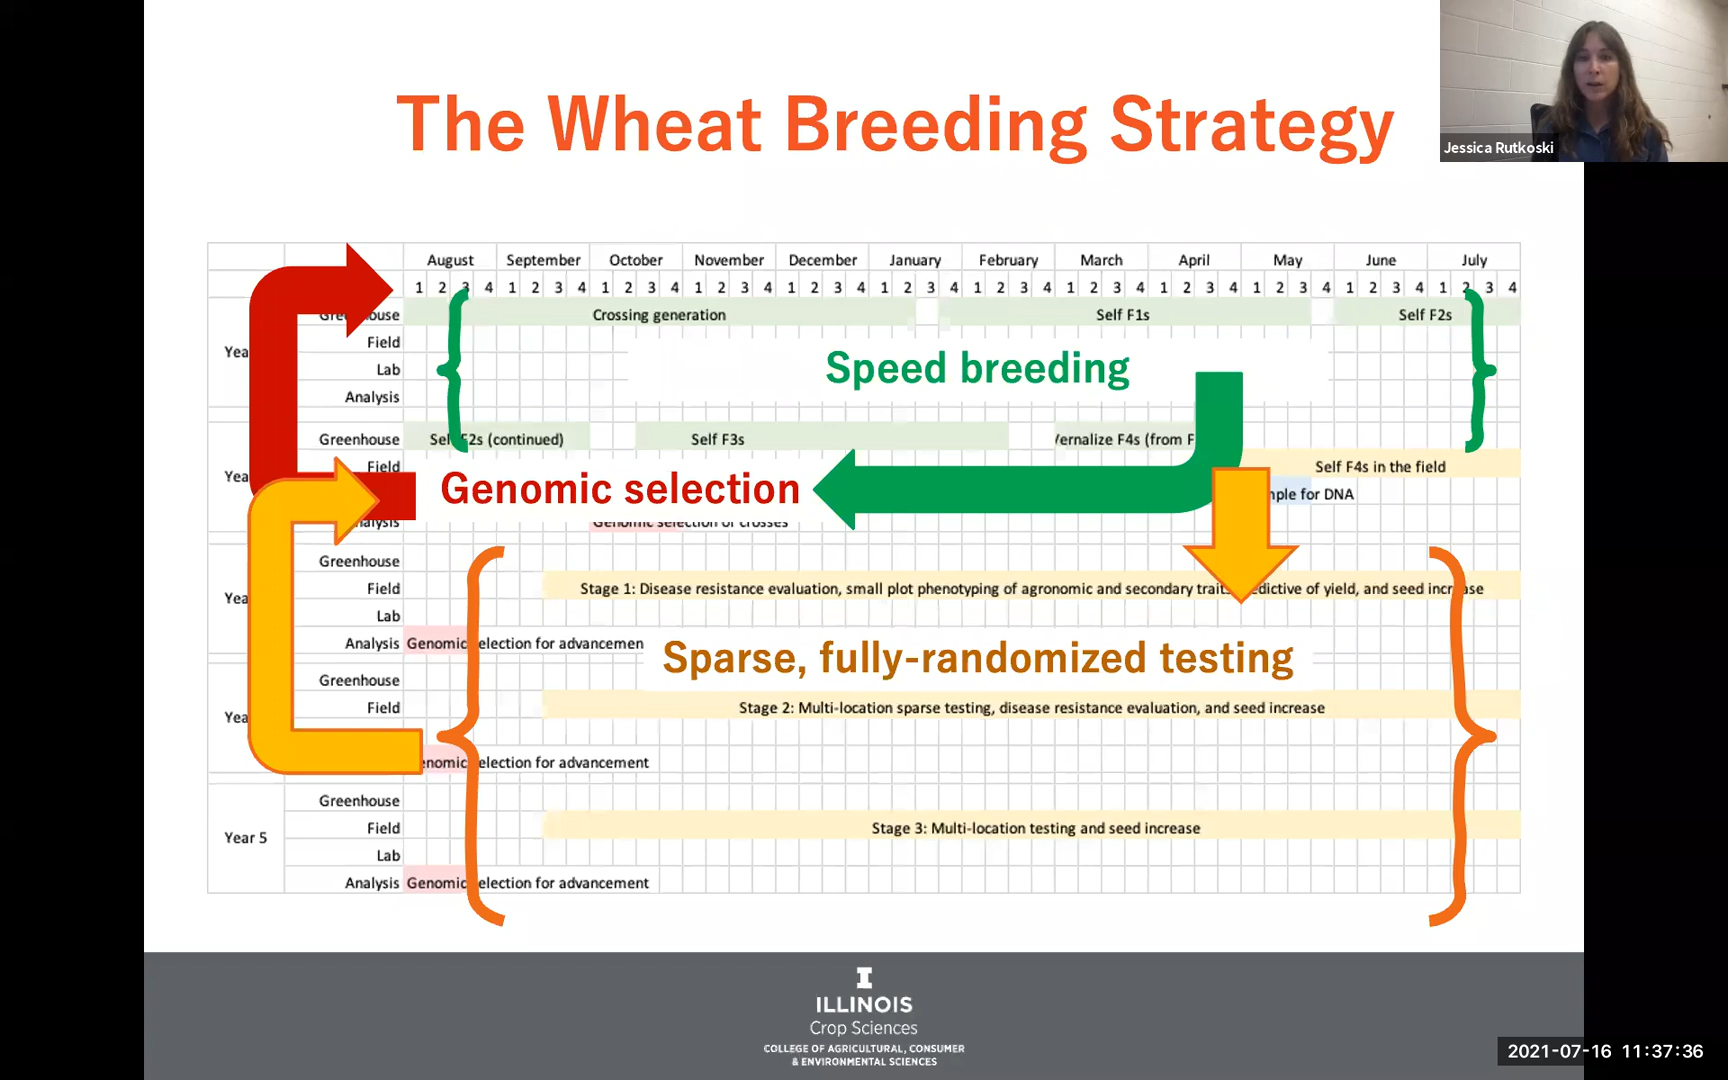 The Wheat Breeding Strategy
Jessica Rutkoski
August September October November December January February March April May June July
1 2 3 4 1 2 3 4 1 2 3 4 1 2 3 4 1 2 3 4 1 2 3 4 1 2 3 4 1 2 3 4 1 2 3 4 1 2 3 4 1 2 3 4 1 2 3 4
Crossing generation Self F1s Self F2s
Field
Lab
Analysis
Speed breeding
Greenhouse Self F2s (continued) Self F3s Vernalize F4s (from F
Field Self F4s in the field
for DNA
Genomic selection
Genomic selection of crosses
Greenhouse
Field Stage 1: Disease resistance evaluation, small plot phenotyping of agronomic and secondary traits predictive of yield, and seed increase
Lab
Analysis Genomic selection for advancemen
Sparse, fully-randomized testing
Greenhouse
Field Stage 2: Multi-location sparse testing, disease resistance evaluation, and seed increase
Genomic selection for advancement
Greenhouse
Year 5 Field Stage 3: Multi-location testing and seed increase
Lab
Analysis Genomic selection for advancement
I
ILLINOIS
Crop Sciences
COLLEGE OF AGRICULTURAL, CONSUMER
& ENVIRONMENTAL SCIENCES
2021-07-16 11:37:36